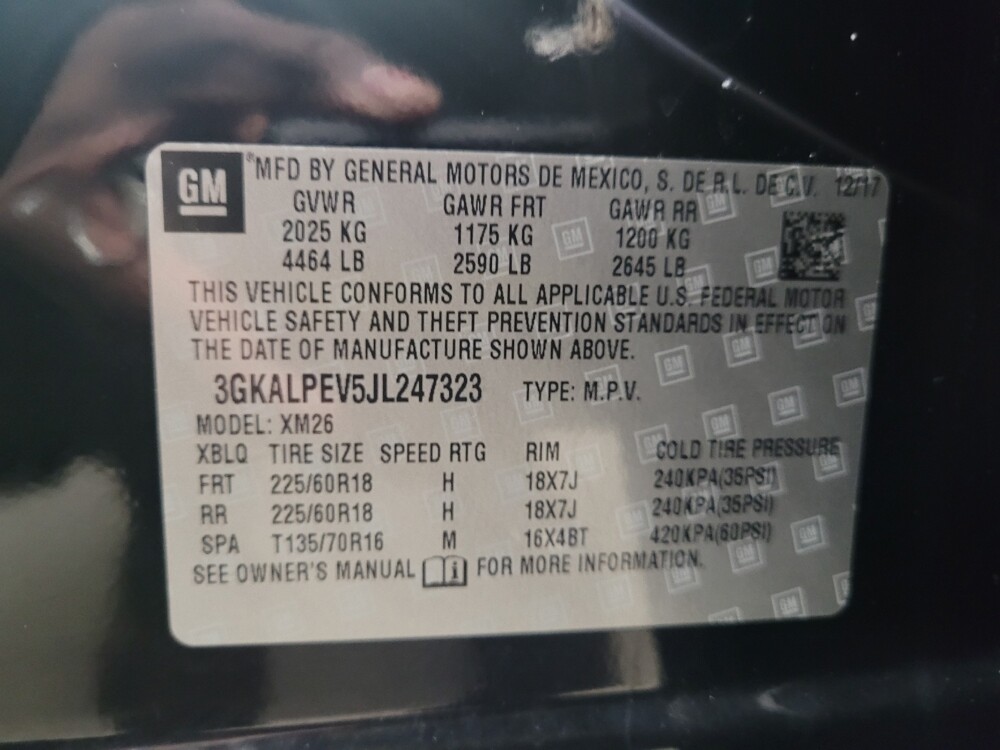 GM
®MFD BY GENERAL MOTORS DE MEXICO, S. DE R.L. DE C.V. 12/17
GVWR GAWR FRT GAWR RR
2025 KG 1175 KG 1200 KG
4464 LB 2590 LB 2645 LB
THIS VEHICLE CONFORMS TO ALL APPLICABLE U.S. FEDERAL MOTOR
VEHICLE SAFETY AND THEFT PREVENTION STANDARDS IN EFFECT ON
THE DATE OF MANUFACTURE SHOWN ABOVE.
3GKALPEV5JL247323 TYPE: M.P.V.
MODEL: XM26
XBLQ TIRE SIZE SPEED RTG RIM COLD TIRE PRESSURE
FRT 225/60R18 H 18X7J 240KPA(35PSI)
RR 225/60R18 H 18X7J 240KPA(35PSI)
SPA T135/70R16 M 16X4BT 420KPA(60PSI)
SEE OWNER'S MANUAL i FOR MORE INFORMATION.